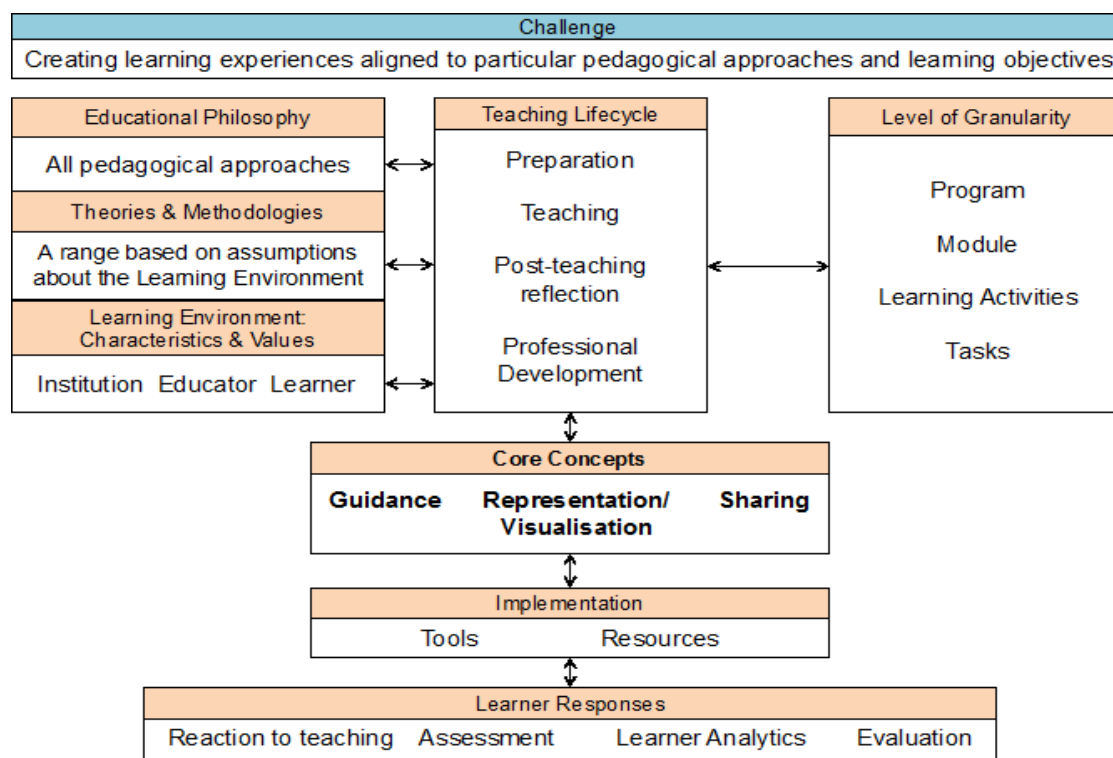 Challenge
Creating learning experiences aligned to particular pedagogical approaches and learning objectives
Educational Philosophy
All pedagogical approaches
Theories & Methodologies
A range based on assumptions
about the Learning Environment
Learning Environment:
Characteristics & Values
Institution Educator Learner
Teaching Lifecycle
Preparation
Teaching
Post-teaching
reflection
Professional
Development
Level of Granularity
Program
Module
Learning Activities
Tasks
Core Concepts
Guidance Representation/ Sharing
Visualisation
Implementation
Tools Resources
Learner Responses
Reaction to teaching Assessment Learner Analytics Evaluation